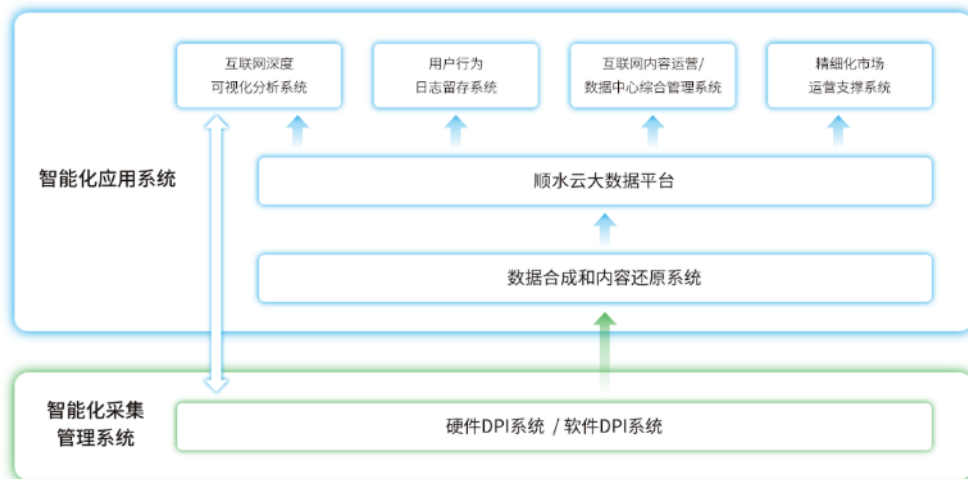 互联网深度
可视化分析系统
用户行为
日志留存系统
互联网内容运营/
数据中心综合管理系统
精细化市场
运营支撑系统
智能化应用系统
顺水云大数据平台
数据合成和内容还原系统
智能化采集
管理系统
硬件DPI系统 / 软件DPI系统